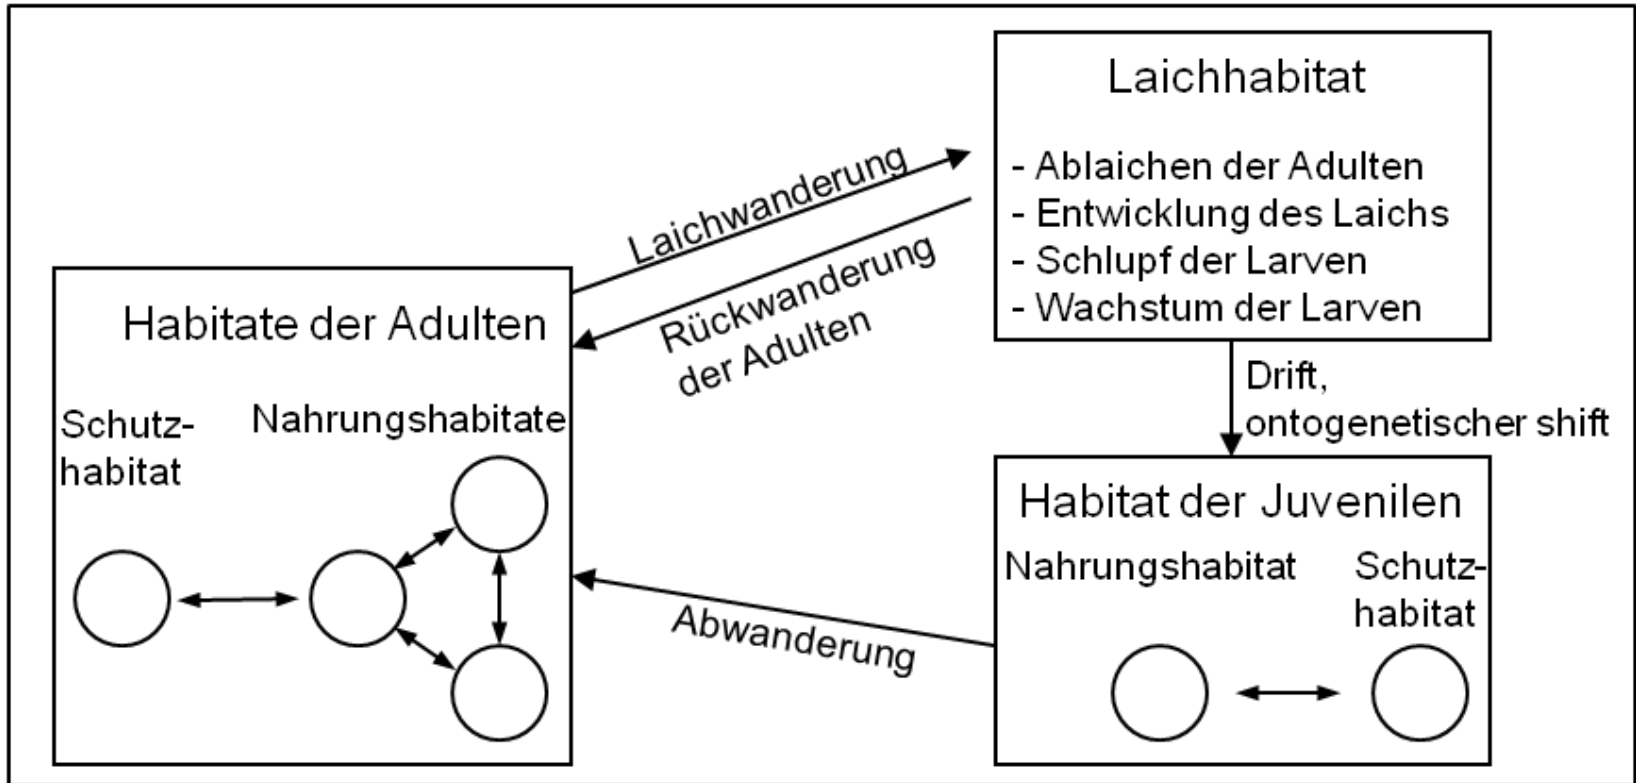 Laichhabitat
- Ablaichen der Adulten
- Entwicklung des Laichs
- Schlupf der Larven
- Wachstum der Larven
Laichwanderung
Rückwanderung
der Adulten
Habitate der Adulten
Schutz-
habitat
Nahrungshabitate
Drift,
ontogenetischer shift
Habitat der Juvenilen
Nahrungshabitat
Schutz-
habitat
Abwanderung